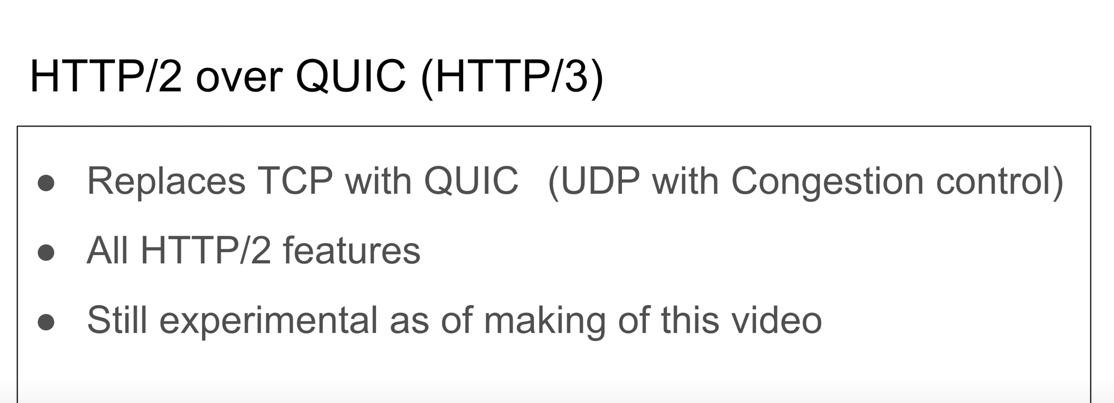 HTTP/2 over QUIC (HTTP/3)
● Replaces TCP with QUIC (UDP with Congestion control)
● All HTTP/2 features
● Still experimental as of making of this video